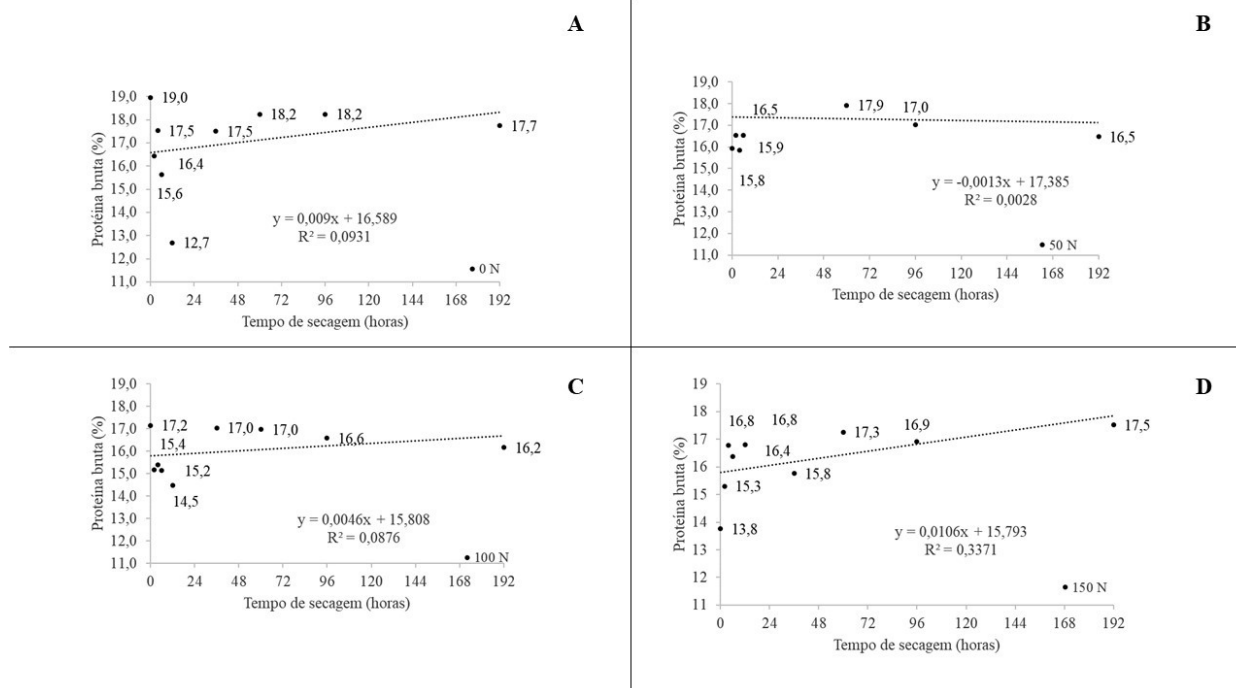 A
Protéina bruta (%)
19,0
18,0
17,0
16,0
15,0
14,0
13,0
12,0
11,0
19,0
17,5
16,4
15,6
12,7
17,5
18,2
18,2
17,7
y = 0,009x + 16,589
R² = 0,0931
0 N
0 24 48 72 96 120 144 168 192
Tempo de secagem (horas)
B
Proteína bruta (%)
19,0
18,0
17,0
16,0
15,0
14,0
13,0
12,0
11,0
16,5
15,9
15,8
17,9
17,0
16,5
y = -0,0013x + 17,385
R² = 0,0028
50 N
0 24 48 72 96 120 144 168 192
Tempo de secagem (horas)
C
Proteína bruta (%)
19,0
18,0
17,0
16,0
15,0
14,0
13,0
12,0
11,0
17,2
15,4
15,2
14,5
17,0
17,0
16,6
16,2
y = 0,0046x + 15,808
R² = 0,0876
100 N
0 24 48 72 96 120 144 168 192
Tempo de secagem (horas)
D
Proteína bruta (%)
19
18
17
16
15
14
13
12
11
16,8
16,8
16,4
15,3
13,8
15,8
17,3
16,9
17,5
y = 0,0106x + 15,793
R² = 0,3371
150 N
0 24 48 72 96 120 144 168 192
Tempo de secagem (horas)